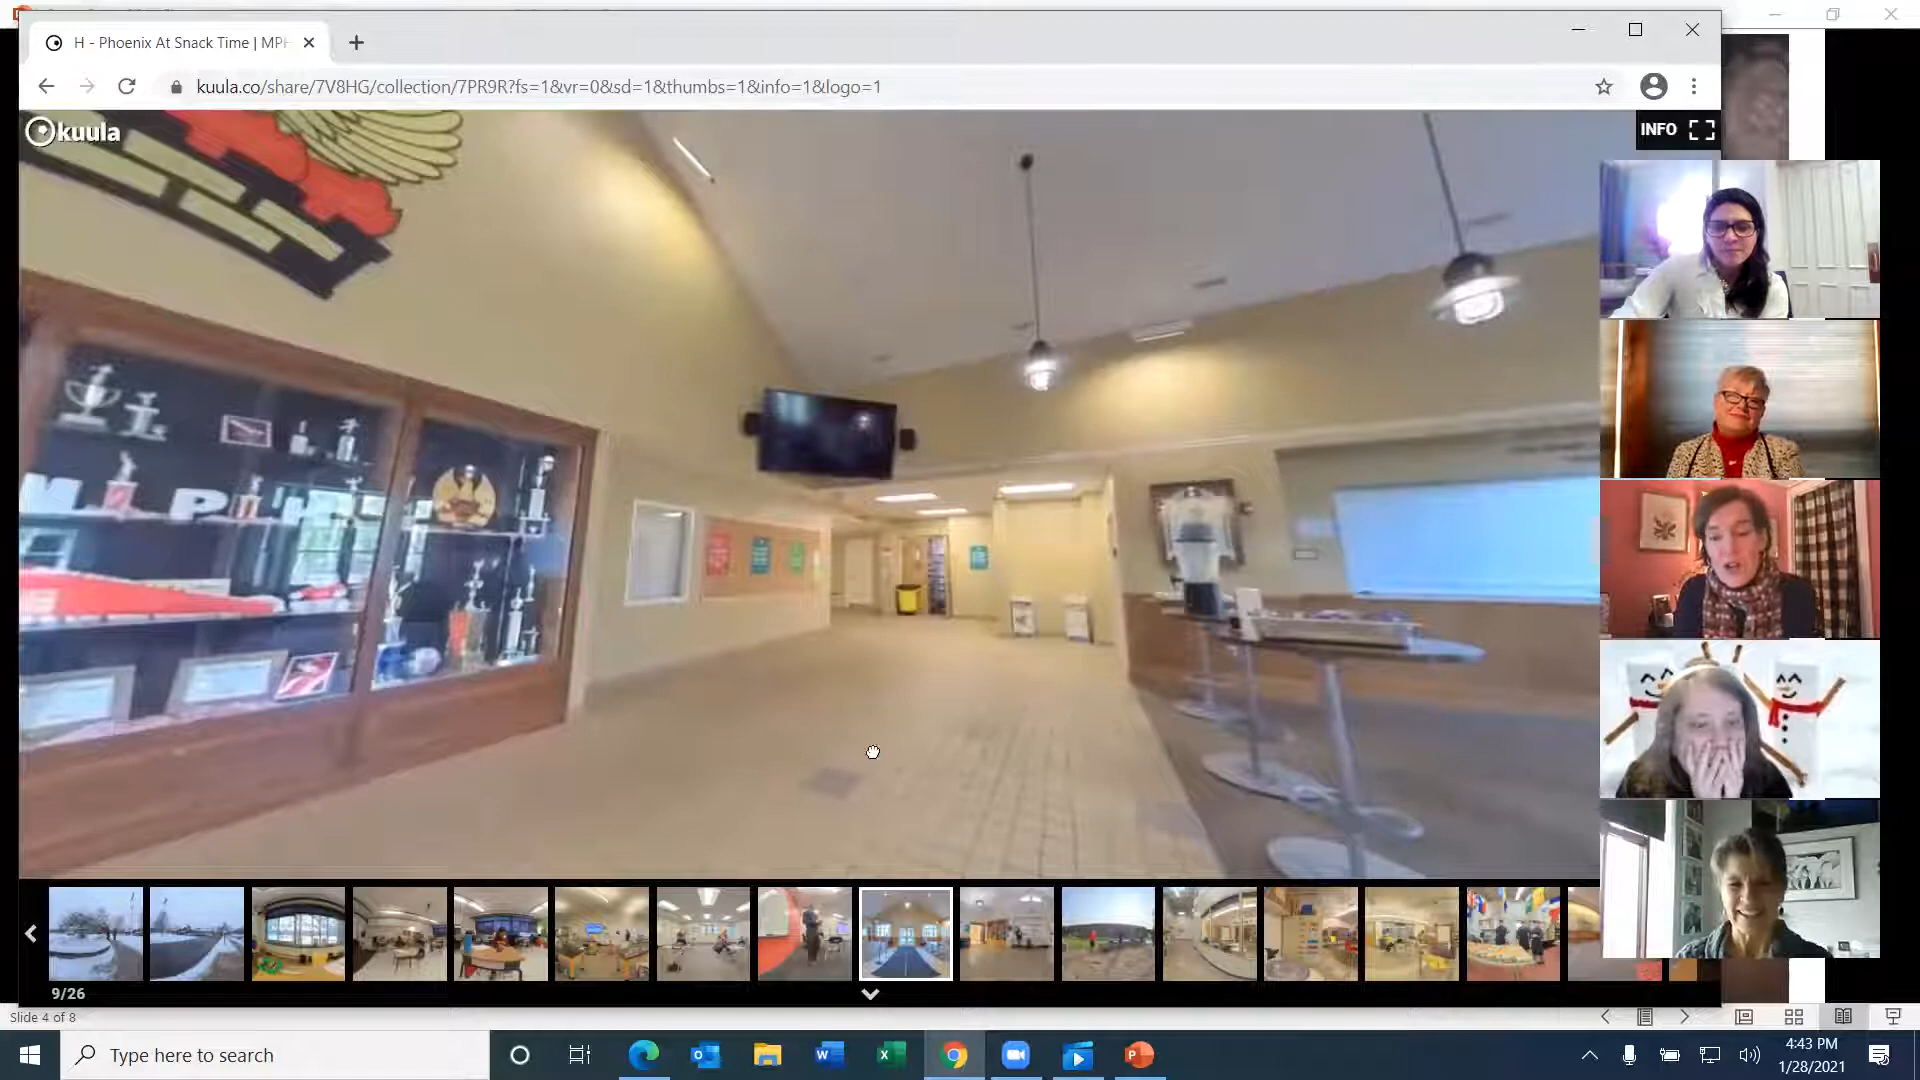 H - Phoenix At Snack Time | MPH
kuula.co/share/7V8HG/collection/7PR9R?fs=1&vr=0&sd=1&thumbs=1&info=1&logo=1
kuula
INFO
M P H
9/26
Slide 4 of 8
Type here to search
4:43 PM
1/28/2021